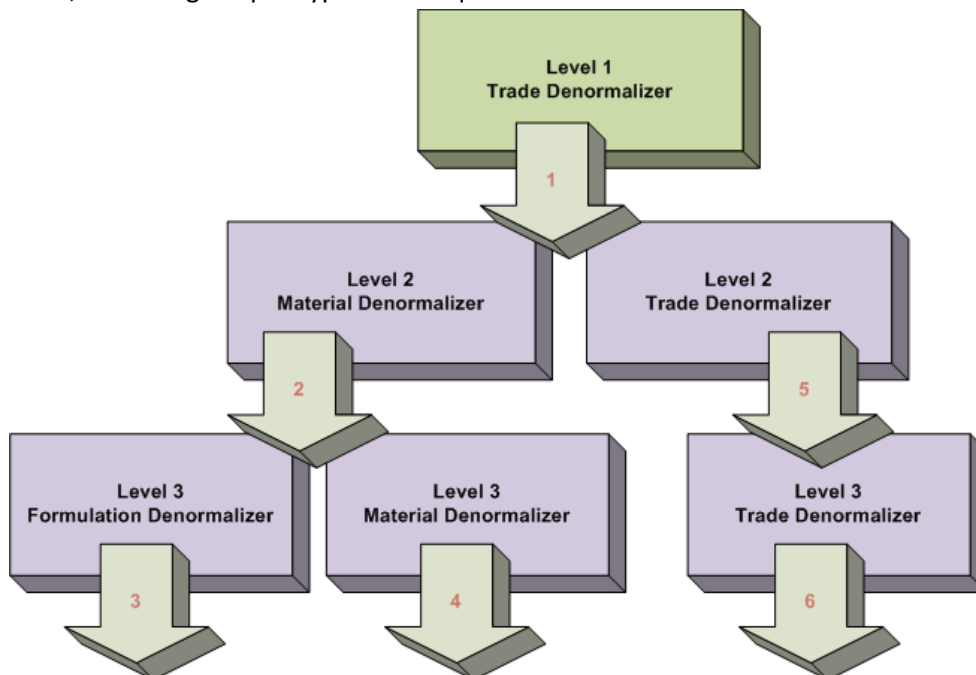 Level 1
Trade Denormalizer
1
Level 2
Material Denormalizer
Level 2
Trade Denormalizer
2
5
Level 3
Formulation Denormalizer
Level 3
Material Denormalizer
Level 3
Trade Denormalizer
3
4
6